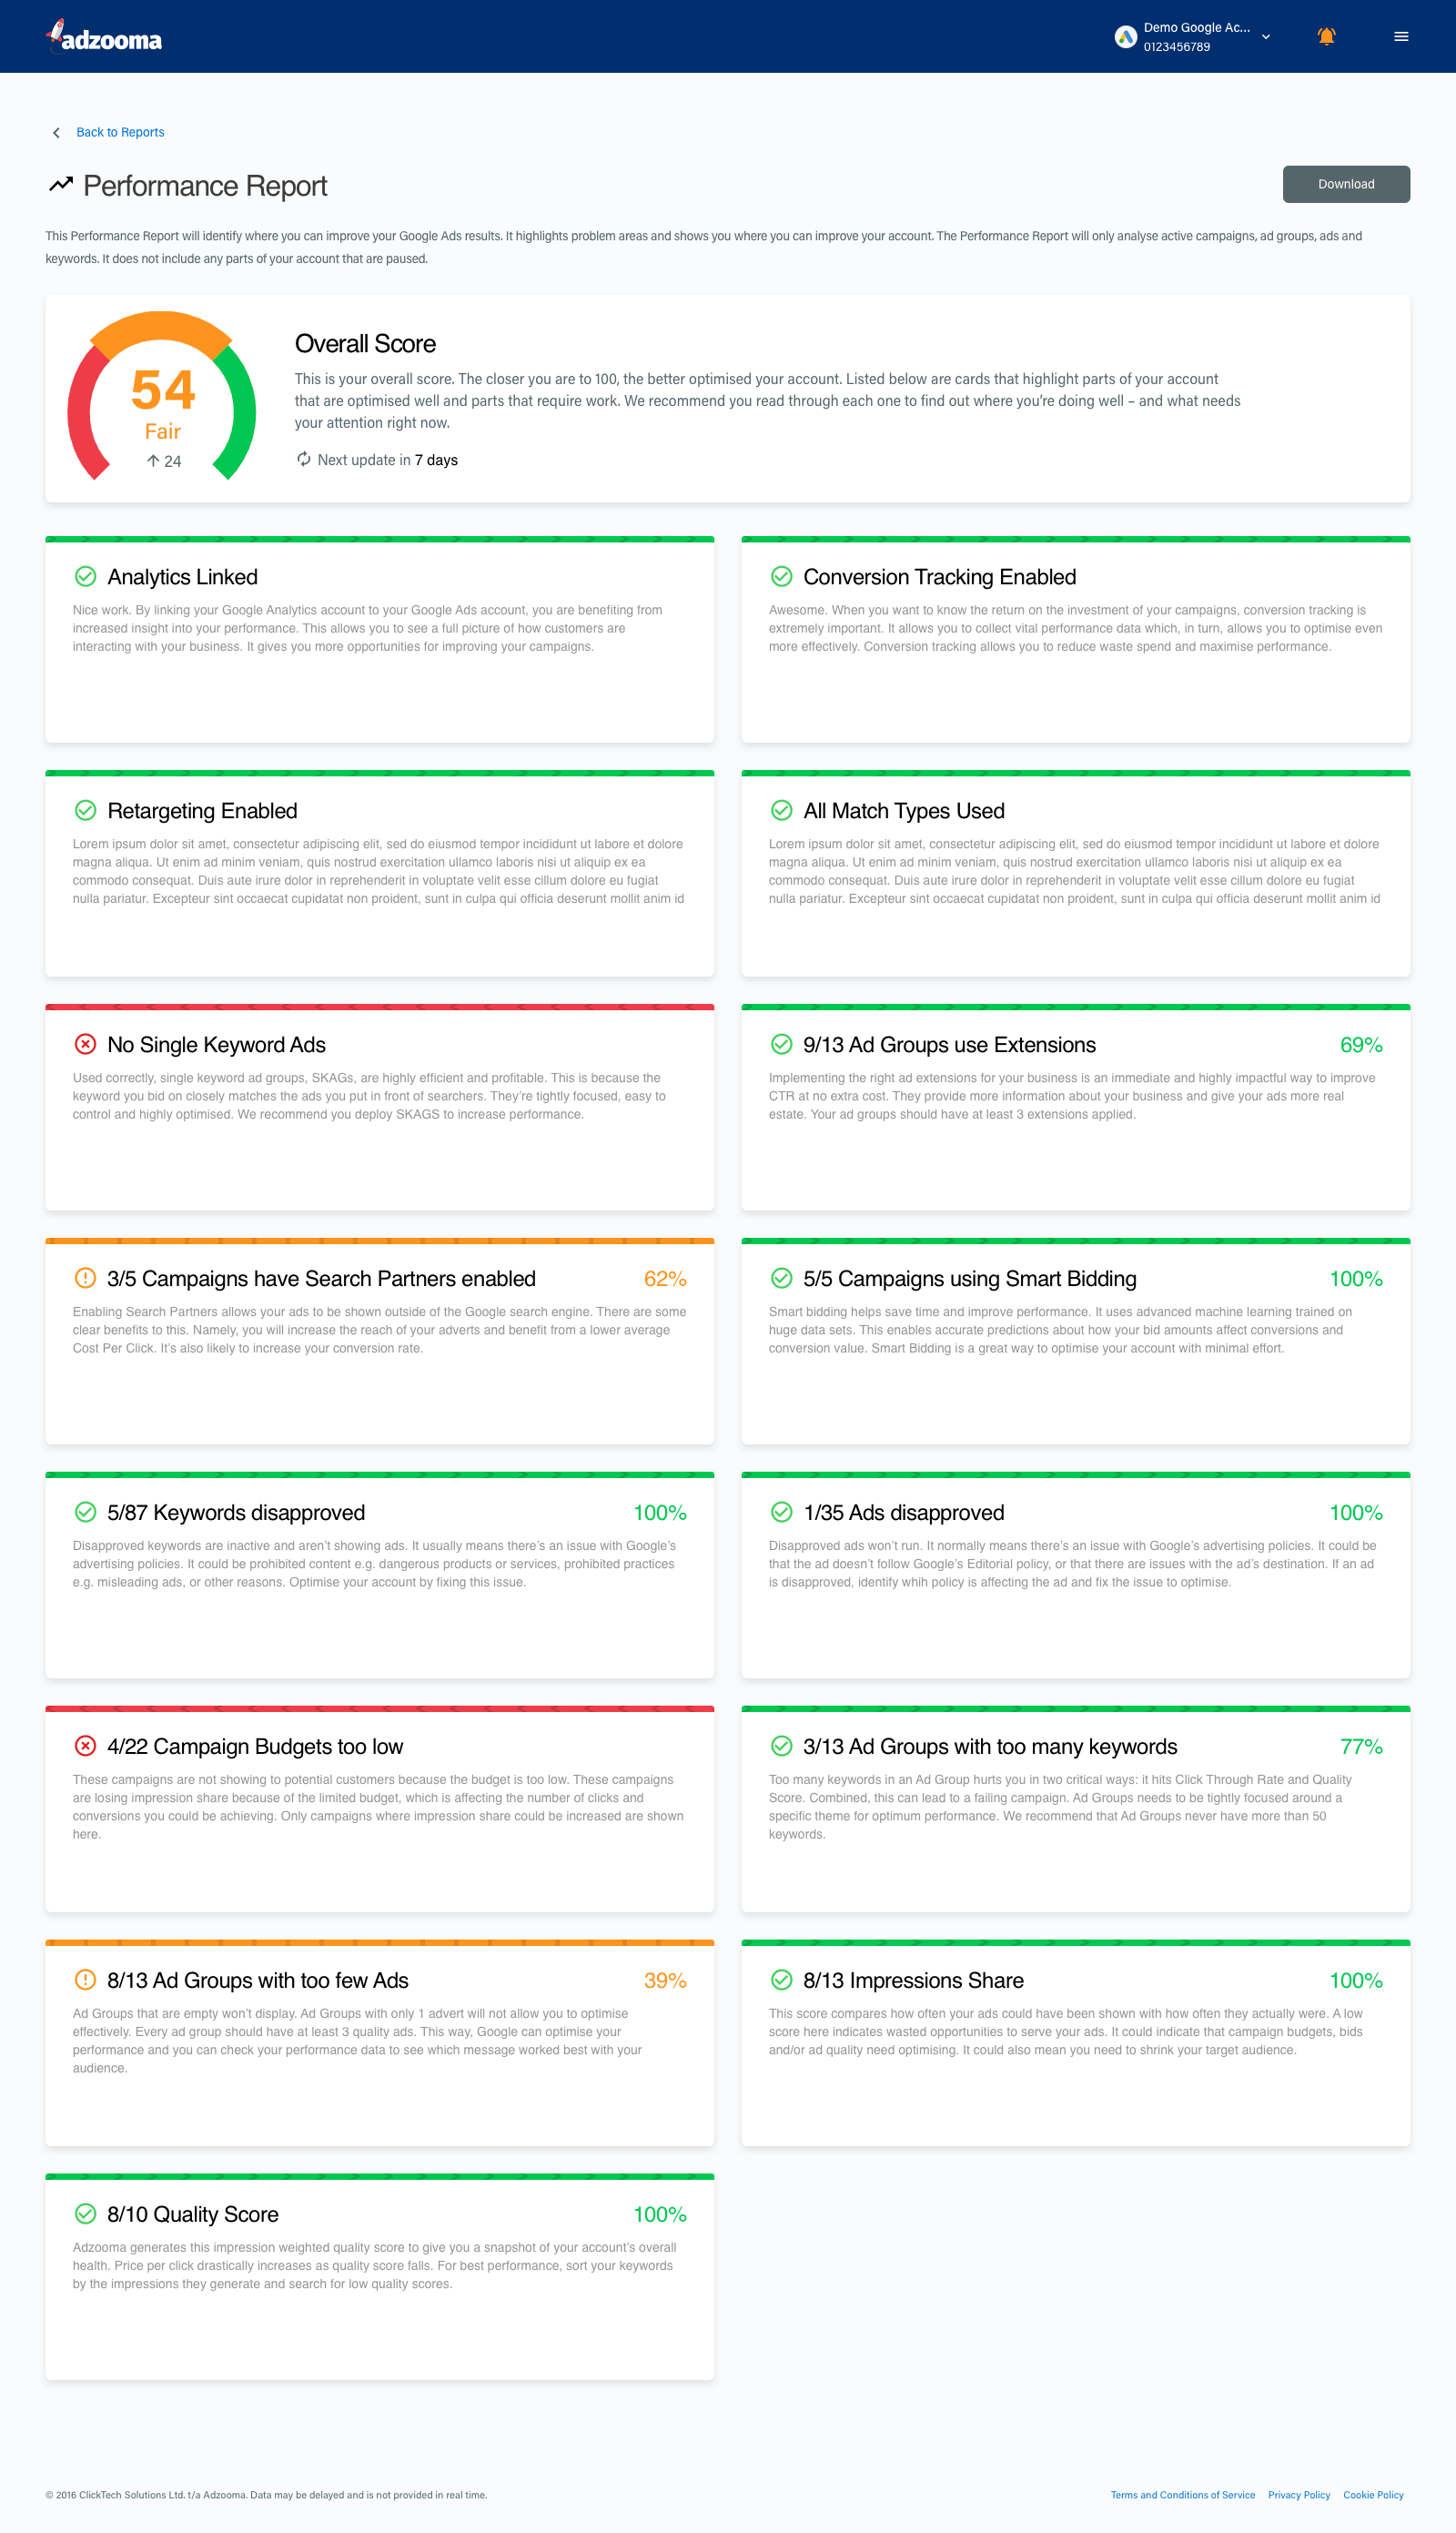 adzooma
Demo Google Ac...
0123456789
Back to Reports
Performance Report
Download
This Performance Report will identify where you can improve your Google Ads results. It highlights problem areas and shows you where you can improve your account. The Performance Report will only analyse active campaigns, ad groups, ads and
keywords. It does not include any parts of your account that are paused.
54
Fair
24
Overall Score
This is your overall score. The closer you are to 100, the better optimised your account. Listed below are cards that highlight parts of your account
that are optimised well and parts that require work. We recommend you read through each one to find out where you’re doing well – and what needs
your attention right now.
Next update in 7 days
Analytics Linked
Nice work. By linking your Google Analytics account to your Google Ads account, you are benefiting from
increased insight into your performance. This allows you to see a full picture of how customers are
interacting with your business. It gives you more opportunities for improving your campaigns.
Conversion Tracking Enabled
Awesome. When you want to know the return on the investment of your campaigns, conversion tracking is
extremely important. It allows you to collect vital performance data which, in turn, allows you to optimise even
more effectively. Conversion tracking allows you to reduce waste spend and maximise performance.
Retargeting Enabled
Lorem ipsum dolor sit amet, consectetur adipiscing elit, sed do eiusmod tempor incididunt ut labore et dolore
magna aliqua. Ut enim ad minim veniam, quis nostrud exercitation ullamco laboris nisi ut aliquip ex ea
commodo consequat. Duis aute irure dolor in reprehenderit in voluptate velit esse cillum dolore eu fugiat
nulla pariatur. Excepteur sint occaecat cupidatat non proident, sunt in culpa qui officia deserunt mollit anim id
All Match Types Used
Lorem ipsum dolor sit amet, consectetur adipiscing elit, sed do eiusmod tempor incididunt ut labore et dolore
magna aliqua. Ut enim ad minim veniam, quis nostrud exercitation ullamco laboris nisi ut aliquip ex ea
commodo consequat. Duis aute irure dolor in reprehenderit in voluptate velit esse cillum dolore eu fugiat
nulla pariatur. Excepteur sint occaecat cupidatat non proident, sunt in culpa qui officia deserunt mollit anim id
No Single Keyword Ads
Used correctly, single keyword ad groups, SKAGs, are highly efficient and profitable. This is because the
keyword you bid on closely matches the ads you put in front of searchers. They’re tightly focused, easy to
control and highly optimised. We recommend you deploy SKAGS to increase performance.
9/13 Ad Groups use Extensions 69%
Implementing the right ad extensions for your business is an immediate and highly impactful way to improve
CTR at no extra cost. They provide more information about your business and give your ads more real
estate. Your ad groups should have at least 3 extensions applied.
3/5 Campaigns have Search Partners enabled 62%
Enabling Search Partners allows your ads to be shown outside of the Google search engine. There are some
clear benefits to this. Namely, you will increase the reach of your adverts and benefit from a lower average
Cost Per Click. It’s also likely to increase your conversion rate.
5/5 Campaigns using Smart Bidding 100%
Smart bidding helps save time and improve performance. It uses advanced machine learning trained on
huge data sets. This enables accurate predictions about how your bid amounts affect conversions and
conversion value. Smart Bidding is a great way to optimise your account with minimal effort.
5/87 Keywords disapproved 100%
Disapproved keywords are inactive and aren’t showing ads. It usually means there’s an issue with Google’s
advertising policies. It could be prohibited content e.g. dangerous products or services, prohibited practices
e.g. misleading ads, or other reasons. Optimise your account by fixing this issue.
1/35 Ads disapproved 100%
Disapproved ads won’t run. It normally means there’s an issue with Google’s advertising policies. It could be
that the ad doesn’t follow Google’s Editorial policy, or that there are issues with the ad’s destination. If an ad
is disapproved, identify whih policy is affecting the ad and fix the issue to optimise.
4/22 Campaign Budgets too low
These campaigns are not showing to potential customers because the budget is too low. These campaigns
are losing impression share because of the limited budget, which is affecting the number of clicks and
conversions you could be achieving. Only campaigns where impression share could be increased are shown
here.
3/13 Ad Groups with too many keywords 77%
Too many keywords in an Ad Group hurts you in two critical ways: it hits Click Through Rate and Quality
Score. Combined, this can lead to a failing campaign. Ad Groups needs to be tightly focused around a
specific theme for optimum performance. We recommend that Ad Groups never have more than 50
keywords.
8/13 Ad Groups with too few Ads 39%
Ad Groups that are empty won’t display. Ad Groups with only 1 advert will not allow you to optimise
effectively. Every ad group should have at least 3 quality ads. This way, Google can optimise your
performance and you can check your performance data to see which message worked best with your
audience.
8/13 Impressions Share 100%
This score compares how often your ads could have been shown with how often they actually were. A low
score here indicates wasted opportunities to serve your ads. It could indicate that campaign budgets, bids
and/or ad quality need optimising. It could also mean you need to shrink your target audience.
8/10 Quality Score 100%
Adzooma generates this impression weighted quality score to give you a snapshot of your account’s overall
health. Price per click drastically increases as quality score falls. For best performance, sort your keywords
by the impressions they generate and search for low quality scores.
© 2016 ClickTech Solutions Ltd. t/a Adzooma. Data may be delayed and is not provided in real time.
Terms and Conditions of Service Privacy Policy Cookie Policy